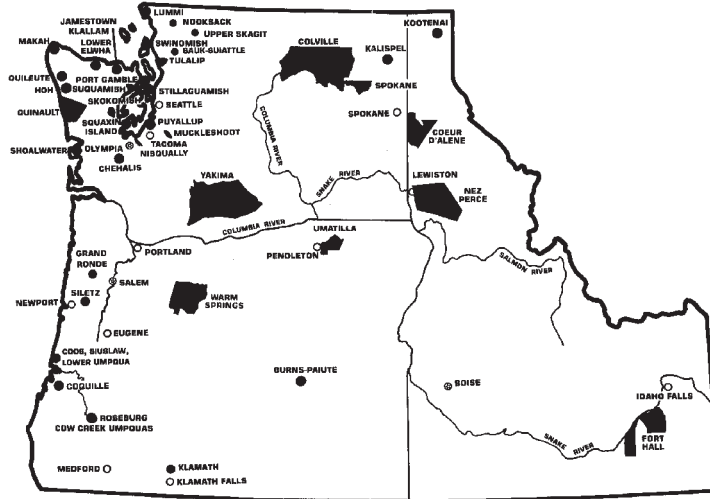 LUMMI
NOOKSACK
UPPER SKAGIT
JAMESTOWN
KLALLAM
LOWER
ELWHA
MAKAH
SWINOMISH
SAUK-SUIATTLE
TULALIP
QUILEUTE
HOH
PORT GAMBLE
SUQUAMISH
STILLAGUAMISH
SKOKOMISH
SEATTLE
QUINAULT
SQUAXIN
ISLAND
PUYALLUP
MUCKLESHOOT
TACOMA
SHOALWATER
OLYMPIA
NISQUALLY
CHEHALIS
COLVILLE
KALISPEL
KOOTENAI
SPOKANE
SPOKANE
COLUMBIA RIVER
COEUR
D'ALENE
YAKIMA
SNAKE RIVER
LEWISTON
NEZ
PERCE
COLUMBIA RIVER
UMATILLA
PENDLETON
PORTLAND
SALMON RIVER
GRAND
RONDE
SALEM
NEWPORT
SILETZ
WARM
SPRINGS
EUGENE
COOS, SIUSLAW,
LOWER UMPQUA
COQUILLE
BURNS-PAIUTE
BOISE
IDAHO FALLS
ROSEBURG
COW CREEK UMPQUAS
SNAKE RIVER
FORT
HALL
MEDFORD
KLAMATH
KLAMATH FALLS